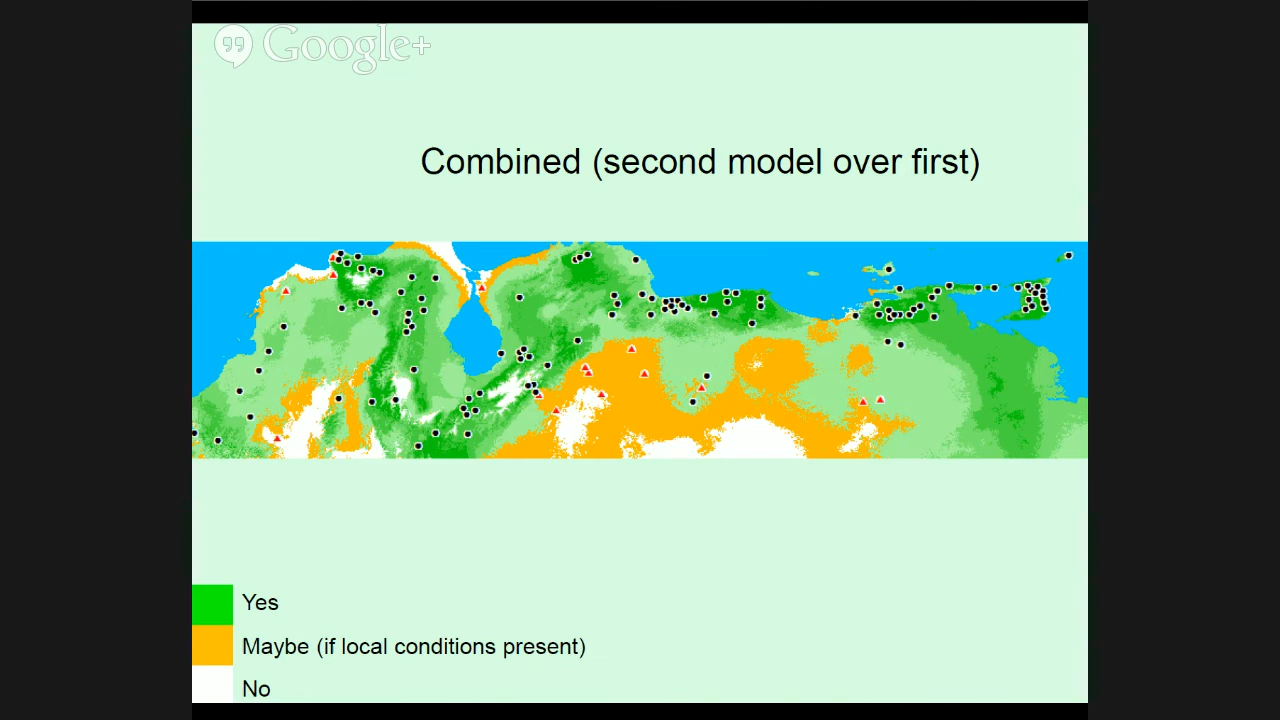 Google+
Combined (second model over first)
Yes
Maybe (if local conditions present)
No